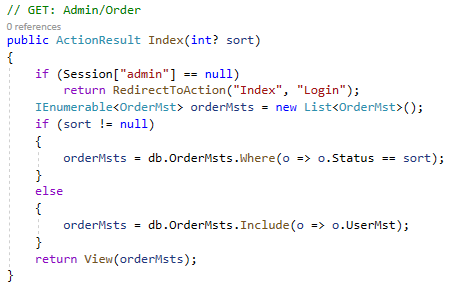 // GET: Admin/Order
0 references
public ActionResult Index(int? sort)
{
    if (Session["admin"] == null)
        return RedirectToAction("Index", "Login");
    IEnumerable<OrderMst> orderMsts = new List<OrderMst>();
    if (sort != null)
    {
        orderMsts = db.OrderMsts.Where(o => o.Status == sort);
    }
    else
    {
        orderMsts = db.OrderMsts.Include(o => o.UserMst);
    }
    return View(orderMsts);
}